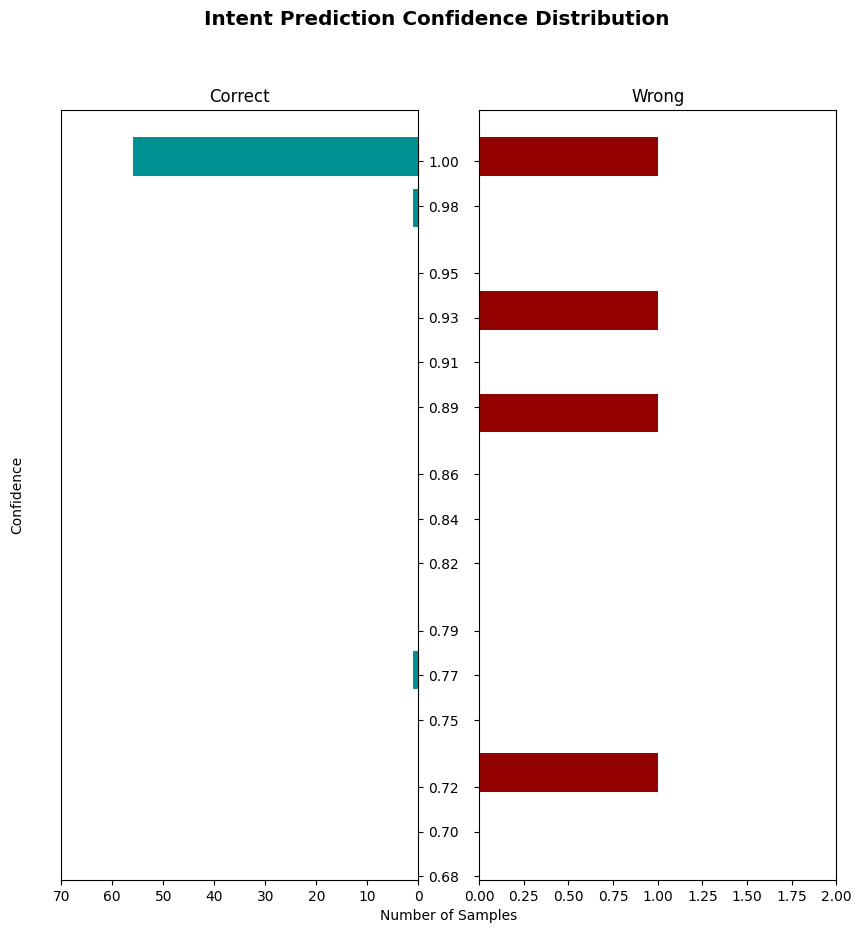 Intent Prediction Confidence Distribution
Correct
Wrong
1.00
0.98
0.95
0.93
0.91
0.89
0.86
0.84
0.82
0.79
0.77
0.75
0.72
0.70
0.68
Confidence
70 60 50 40 30 20 10 0
0.00 0.25 0.50 0.75 1.00 1.25 1.50 1.75 2.00
Number of Samples